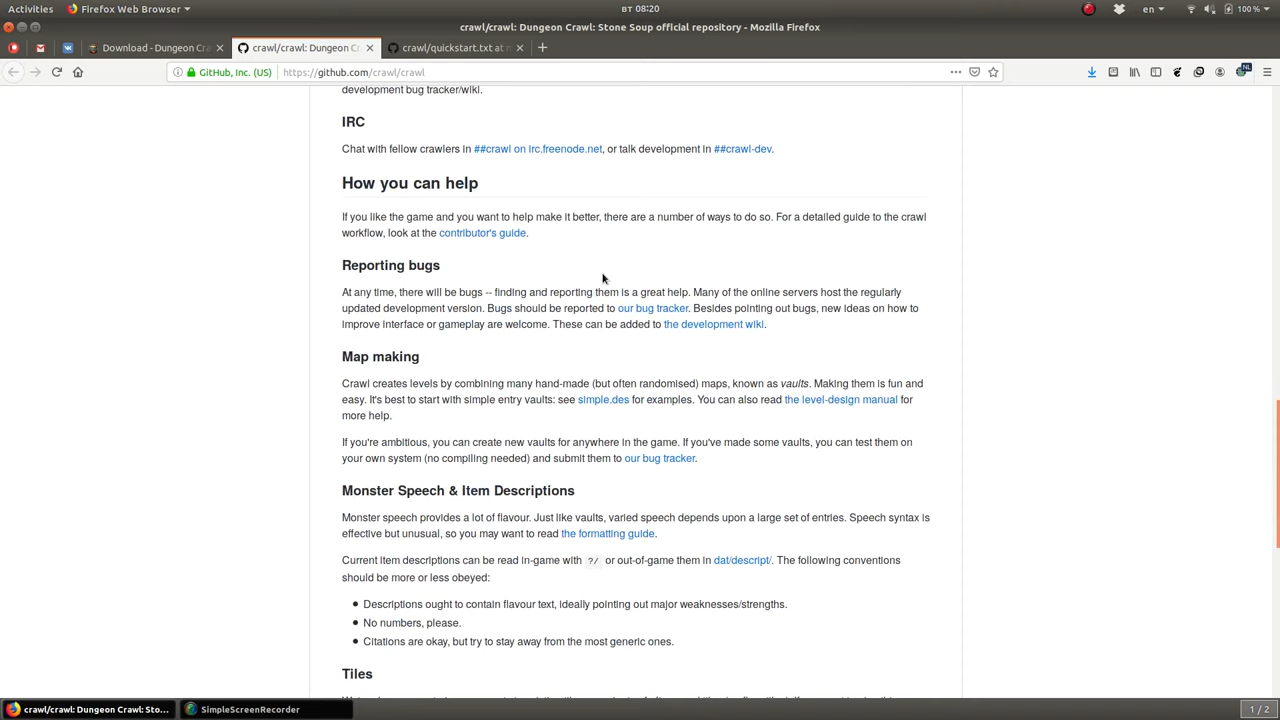 Activities Firefox Web Browser вт 08:20 en 100 %
crawl/crawl: Dungeon Crawl: Stone Soup official repository - Mozilla Firefox
Download - Dungeon Cra crawl/crawl: Dungeon C crawl/quickstart.txt at m
GitHub, Inc. (US) https://github.com/crawl/crawl NL
development bug tracker/wiki.
IRC
Chat with fellow crawlers in ##crawl on irc.freenode.net, or talk development in ##crawl-dev.
How you can help
If you like the game and you want to help make it better, there are a number of ways to do so. For a detailed guide to the crawl
workflow, look at the contributor's guide.
Reporting bugs
At any time, there will be bugs -- finding and reporting them is a great help. Many of the online servers host the regularly
updated development version. Bugs should be reported to our bug tracker. Besides pointing out bugs, new ideas on how to
improve interface or gameplay are welcome. These can be added to the development wiki.
Map making
Crawl creates levels by combining many hand-made (but often randomised) maps, known as vaults. Making them is fun and
easy. It's best to start with simple entry vaults: see simple.des for examples. You can also read the level-design manual for
more help.
If you're ambitious, you can create new vaults for anywhere in the game. If you've made some vaults, you can test them on
your own system (no compiling needed) and submit them to our bug tracker.
Monster Speech & Item Descriptions
Monster speech provides a lot of flavour. Just like vaults, varied speech depends upon a large set of entries. Speech syntax is
effective but unusual, so you may want to read the formatting guide.
Current item descriptions can be read in-game with ?/ or out-of-game them in dat/descript/. The following conventions
should be more or less obeyed:
Descriptions ought to contain flavour text, ideally pointing out major weaknesses/strengths.
No numbers, please.
Citations are okay, but try to stay away from the most generic ones.
Tiles
crawl/crawl: Dungeon Crawl: Sto... SimpleScreenRecorder 1 / 2